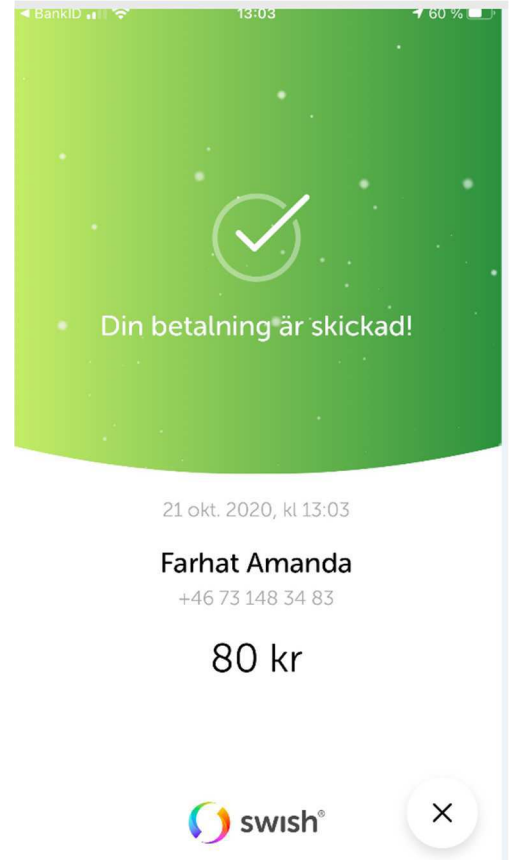 BankID
13:03
60 %
Din betalning är skickad!
21 okt. 2020, kl 13:03
Farhat Amanda
+46 73 148 34 83
80 kr
swish®